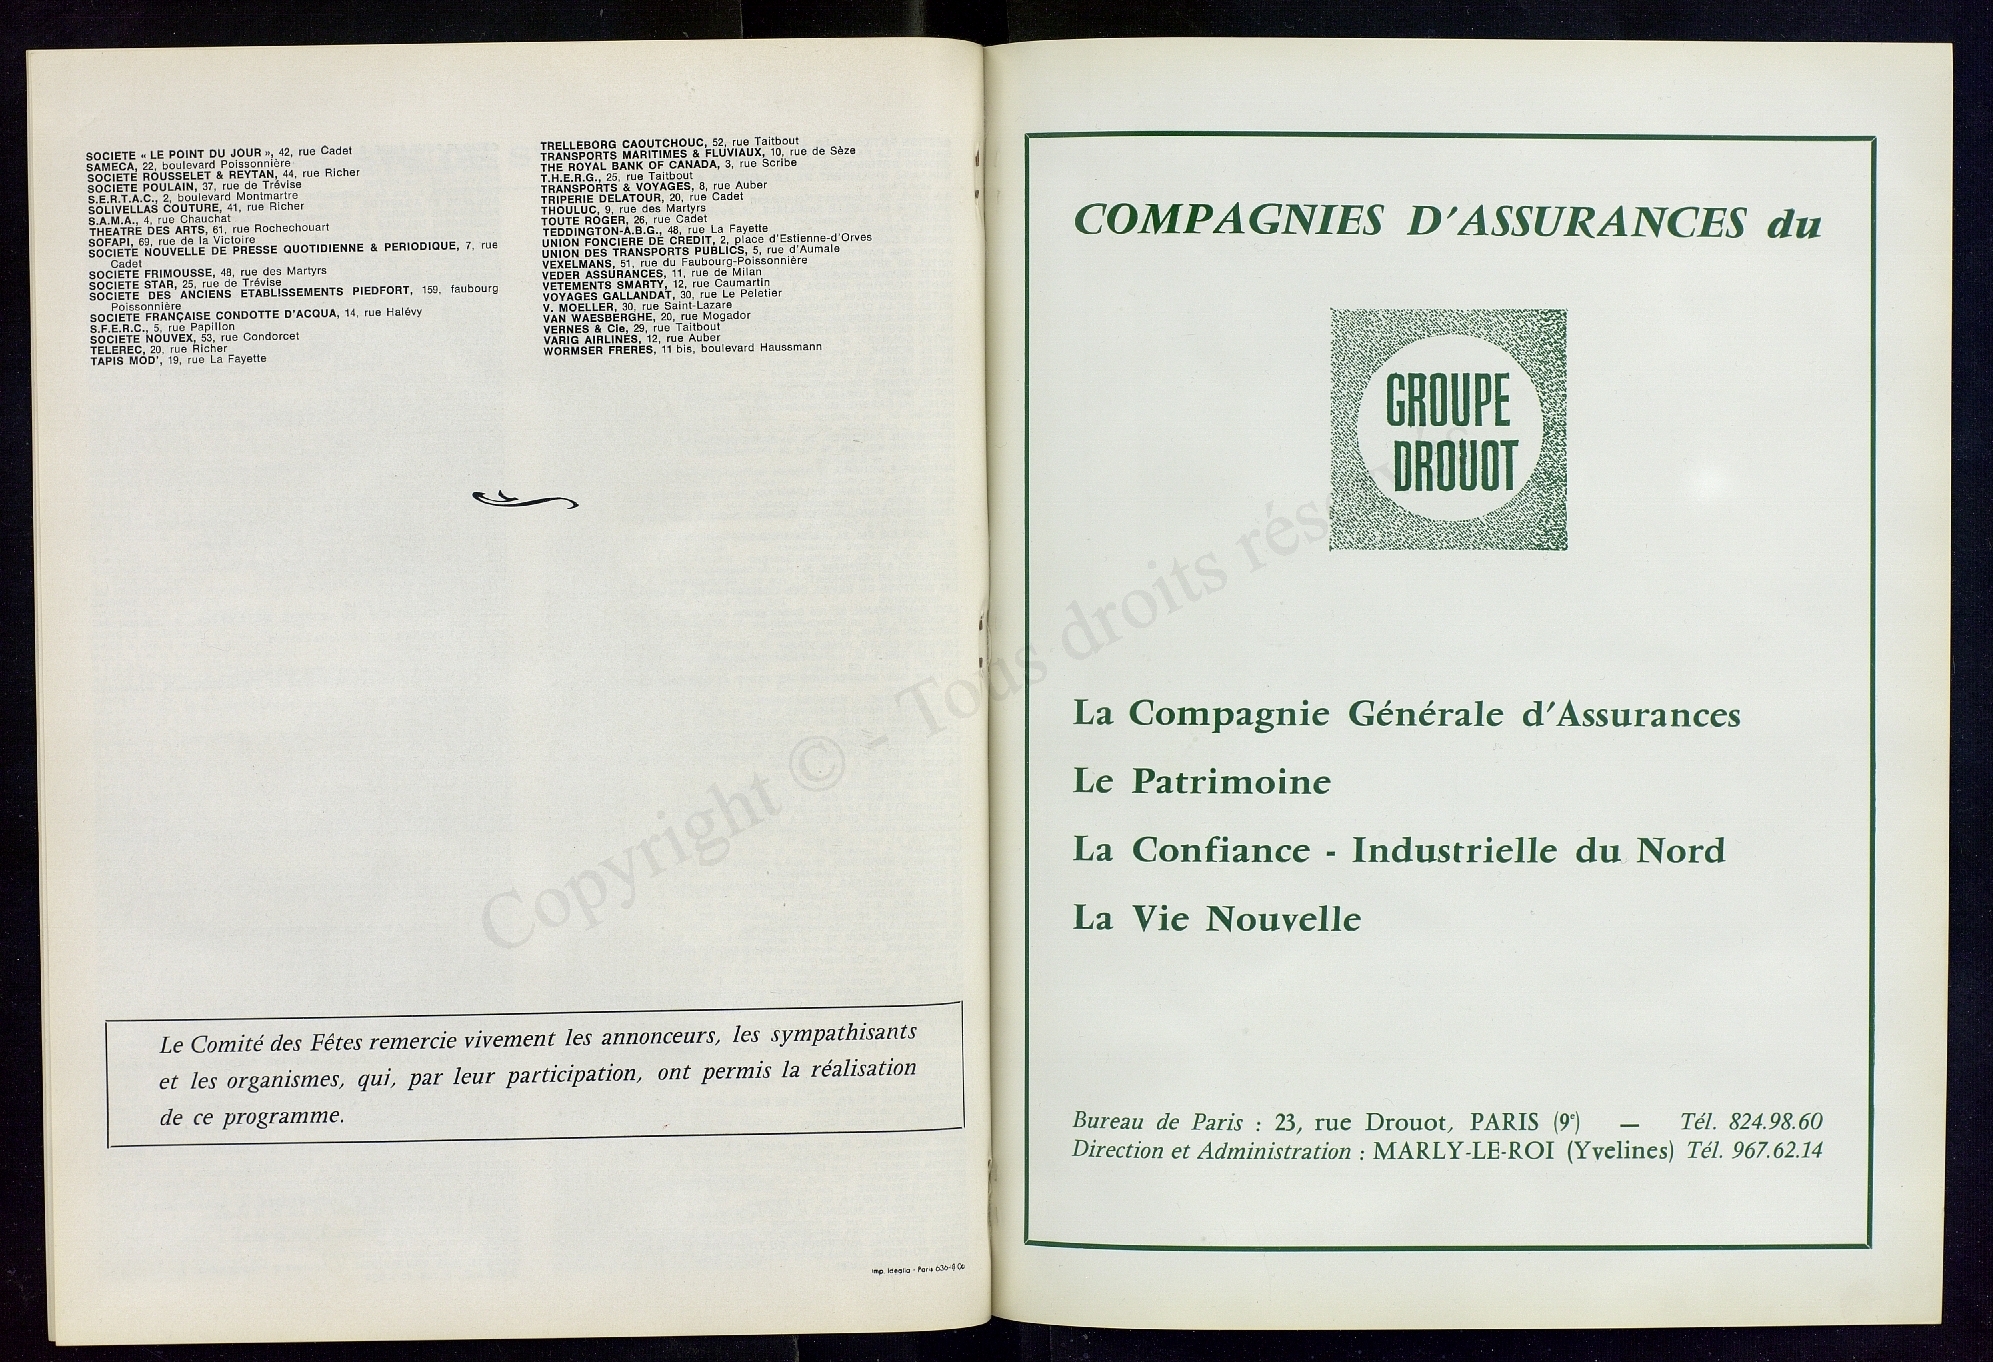 SOCIETE « LE POINT DU JOUR », 42, rue Cadet
SAMECA, 22, boulevard Poissonnière
SOCIETE ROUSSELET & REYTAN, 44, rue Richer
SOCIETE POULAIN, 37, rue de Trévise
S.E.R.T.A.C., 2, boulevard Montmartre
SOLIVELLAS COUTURE, 41, rue Richer
S.A.M.A., 4, rue Chauchat
THEATRE DES ARTS, 61, rue Rochechouart
SOFAPI, 69, rue de la Victoire
SOCIETE NOUVELLE DE PRESSE QUOTIDIENNE & PERIODIQUE, 7, rue
Cadet
SOCIETE FRIMOUSSE, 48, rue des Martyrs
SOCIETE STAR, 25, rue de Trévise
SOCIETE DES ANCIENS ETABLISSEMENTS PIEDFORT, 159, faubourg
Poissonnière
SOCIETE FRANÇAISE CONDOTTE D'ACQUA, 14, rue Halévy
S.F.E.R.C., 5, rue Papillon
SOCIETE NOUVEX, 53, rue Condorcet
TELEREC, 20, rue Richer
TAPIS MOD', 19, rue La Fayette
TRELLEBORG CAOUTCHOUC, 52, rue Taitbout
TRANSPORTS MARITIMES & FLUVIAUX, 10, rue de Sèze
THE ROYAL BANK OF CANADA, 3, rue Scribe
T.H.E.R.G., 25, rue Taitbout
TRANSPORTS & VOYAGES, 8, rue Auber
TRIPERIE DELATOUR, 20, rue Cadet
THOULUC, 9, rue des Martyrs
TOUTE ROGER, 26, rue Cadet
TEDDINGTON-A.B.G., 48, rue La Fayette
UNION FONCIERE DE CREDIT, 2, place d'Estienne-d'Orves
UNION DES TRANSPORTS PUBLICS, 5, rue d'Aumale
VEXELMANS, 51, rue du Faubourg-Poissonnière
VEDER ASSURANCES, 11, rue de Milan
VETEMENTS SMARTY, 12, rue Caumartin
VOYAGES GALLANDAT, 30, rue Le Peletier
V. MOELLER, 30, rue Saint-Lazare
VAN WAESBERGHE, 20, rue Mogador
VERNES & Cie, 29, rue Taitbout
VARIG AIRLINES, 12, rue Auber
WORMSER FRERES, 11 bis, boulevard Haussmann
Le Comité des Fêtes remercie vivement les annonceurs, les sympathisants
et les organismes, qui, par leur participation, ont permis la réalisation
de ce programme.
Imp. Idealia - Paris
COMPAGNIES D'ASSURANCES du
GROUPE
DROUOT
La Compagnie Générale d'Assurances
Le Patrimoine
La Confiance - Industrielle du Nord
La Vie Nouvelle
Bureau de Paris : 23, rue Drouot, PARIS (9e) — Tél. 824.98.60
Direction et Administration : MARLY-LE-ROI (Yvelines) Tél. 967.62.14
Copyright © - Tous droits réservés